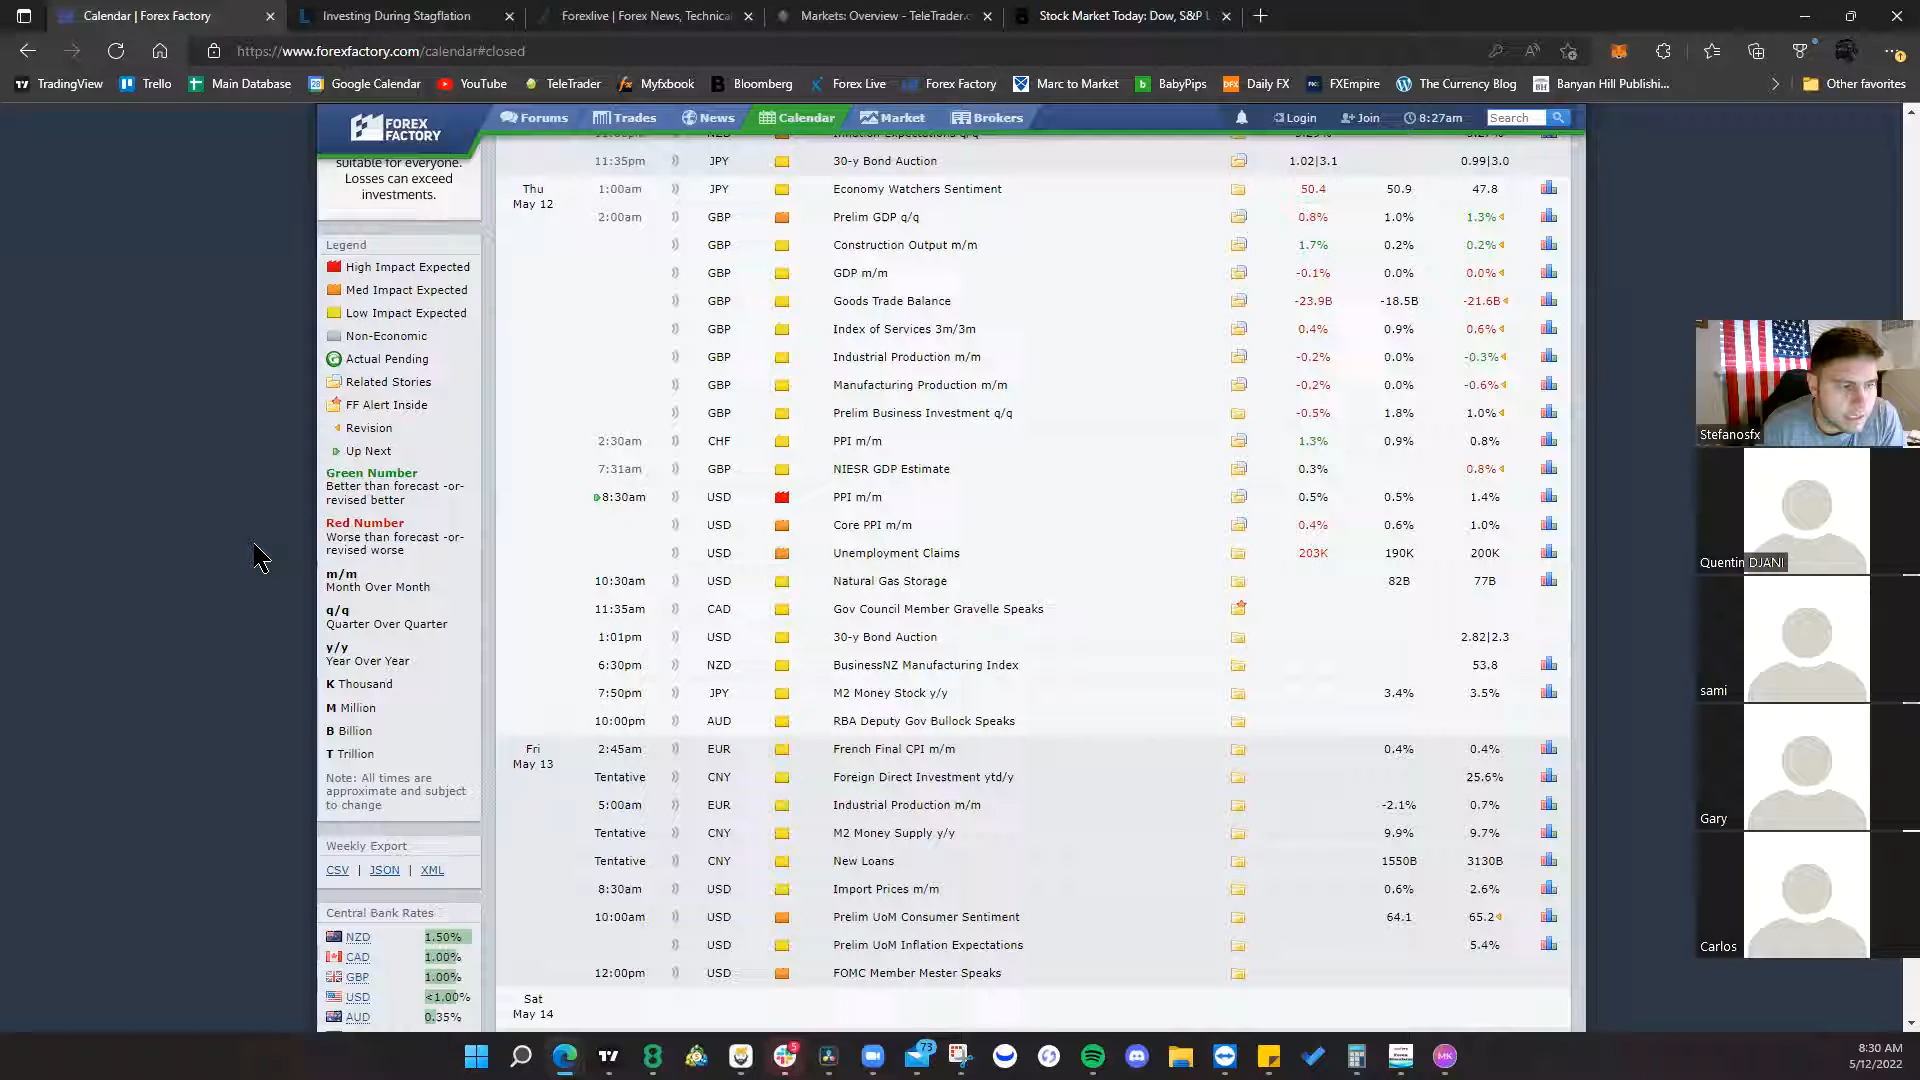 Calendar | Forex Factory
Investing During Stagflation
Forexlive | Forex News, Technica
Markets: Overview - TeleTrader.c
Stock Market Today: Dow, S&P L
https://www.forexfactory.com/calendar#closed
TradingView
Trello
Main Database
Google Calendar
YouTube
TeleTrader
Myfxbook
Bloomberg
Forex Live
Forex Factory
Marc to Market
BabyPips
Daily FX
FXEmpire
The Currency Blog
Banyan Hill Publishi...
Other favorites
FOREX FACTORY
Forums
Trades
News
Calendar
Market
Brokers
Login
Join
8:27am
Search
suitable for everyone.
Losses can exceed
investments.
Legend
High Impact Expected
Med Impact Expected
Low Impact Expected
Non-Economic
Actual Pending
Related Stories
FF Alert Inside
Revision
Up Next
Green Number
Better than forecast -or-
revised better
Red Number
Worse than forecast -or-
revised worse
m/m
Month Over Month
q/q
Quarter Over Quarter
y/y
Year Over Year
K Thousand
M Million
B Billion
T Trillion
Note: All times are
approximate and subject
to change
Weekly Export
CSV | JSON | XML
Central Bank Rates
NZD 1.50%
CAD 1.00%
GBP 1.00%
USD <1.00%
AUD 0.35%
11:35pm JPY 30-y Bond Auction 1.02|3.1 0.99|3.0
Thu May 12 1:00am JPY Economy Watchers Sentiment 50.4 50.9 47.8
2:00am GBP Prelim GDP q/q 0.8% 1.0% 1.3%
GBP Construction Output m/m 1.7% 0.2% 0.2%
GBP GDP m/m -0.1% 0.0% 0.0%
GBP Goods Trade Balance -23.9B -18.5B -21.6B
GBP Index of Services 3m/3m 0.4% 0.9% 0.6%
GBP Industrial Production m/m -0.2% 0.0% -0.3%
GBP Manufacturing Production m/m -0.2% 0.0% -0.6%
GBP Prelim Business Investment q/q -0.5% 1.8% 1.0%
2:30am CHF PPI m/m 1.3% 0.9% 0.8%
7:31am GBP NIESR GDP Estimate 0.3% 0.8%
8:30am USD PPI m/m 0.5% 0.5% 1.4%
USD Core PPI m/m 0.4% 0.6% 1.0%
USD Unemployment Claims 203K 190K 200K
10:30am USD Natural Gas Storage 82B 77B
11:35am CAD Gov Council Member Gravelle Speaks
1:01pm USD 30-y Bond Auction 2.82|2.3
6:30pm NZD BusinessNZ Manufacturing Index 53.8
7:50pm JPY M2 Money Stock y/y 3.4% 3.5%
10:00pm AUD RBA Deputy Gov Bullock Speaks
Fri May 13 2:45am EUR French Final CPI m/m 0.4% 0.4%
Tentative CNY Foreign Direct Investment ytd/y 25.6%
5:00am EUR Industrial Production m/m -2.1% 0.7%
Tentative CNY M2 Money Supply y/y 9.9% 9.7%
Tentative CNY New Loans 1550B 3130B
8:30am USD Import Prices m/m 0.6% 2.6%
10:00am USD Prelim UoM Consumer Sentiment 64.1 65.2
USD Prelim UoM Inflation Expectations 5.4%
12:00pm USD FOMC Member Mester Speaks
Sat May 14
Stefanosfx
Quentin DJANI
sami
Gary
Carlos
5
73
MK
8:30 AM
5/12/2022